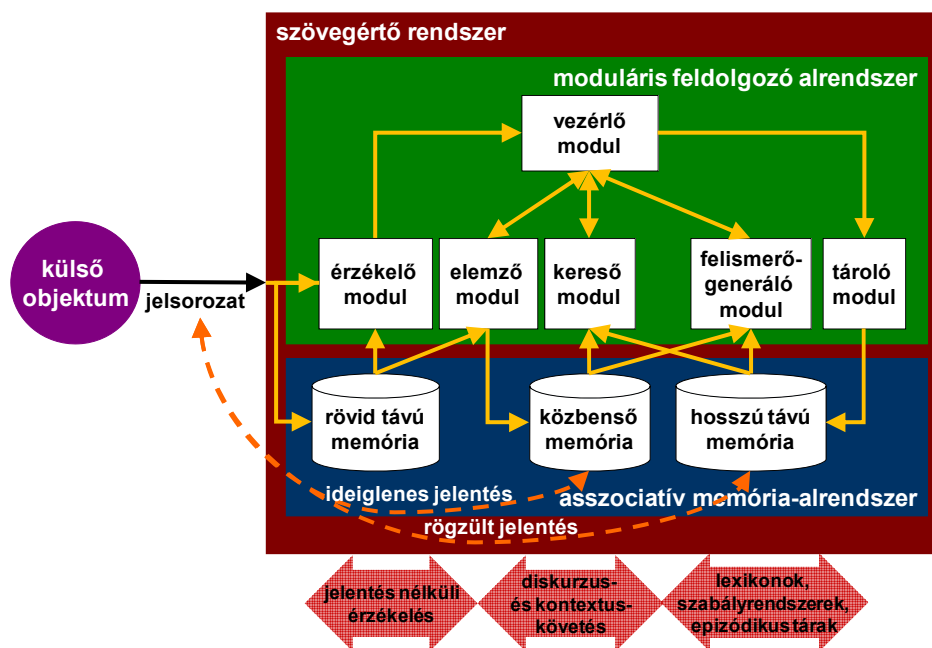 szövegértő rendszer
moduláris feldolgozó alrendszer
vezérlő
modul
külső
objektum
jelsorozat
érzékelő
modul
elemző
modul
kereső
modul
felismerő-
generáló
modul
tároló
modul
rövid távú
memória
közbenső
memória
hosszú távú
memória
ideiglenes jelentés
asszociatív memória-alrendszer
rögzült jelentés
jelentés nélküli
érzékelés
diskurzus-
és kontextus-
követés
lexikonok,
szabályrendszerek,
epizódikus tárak